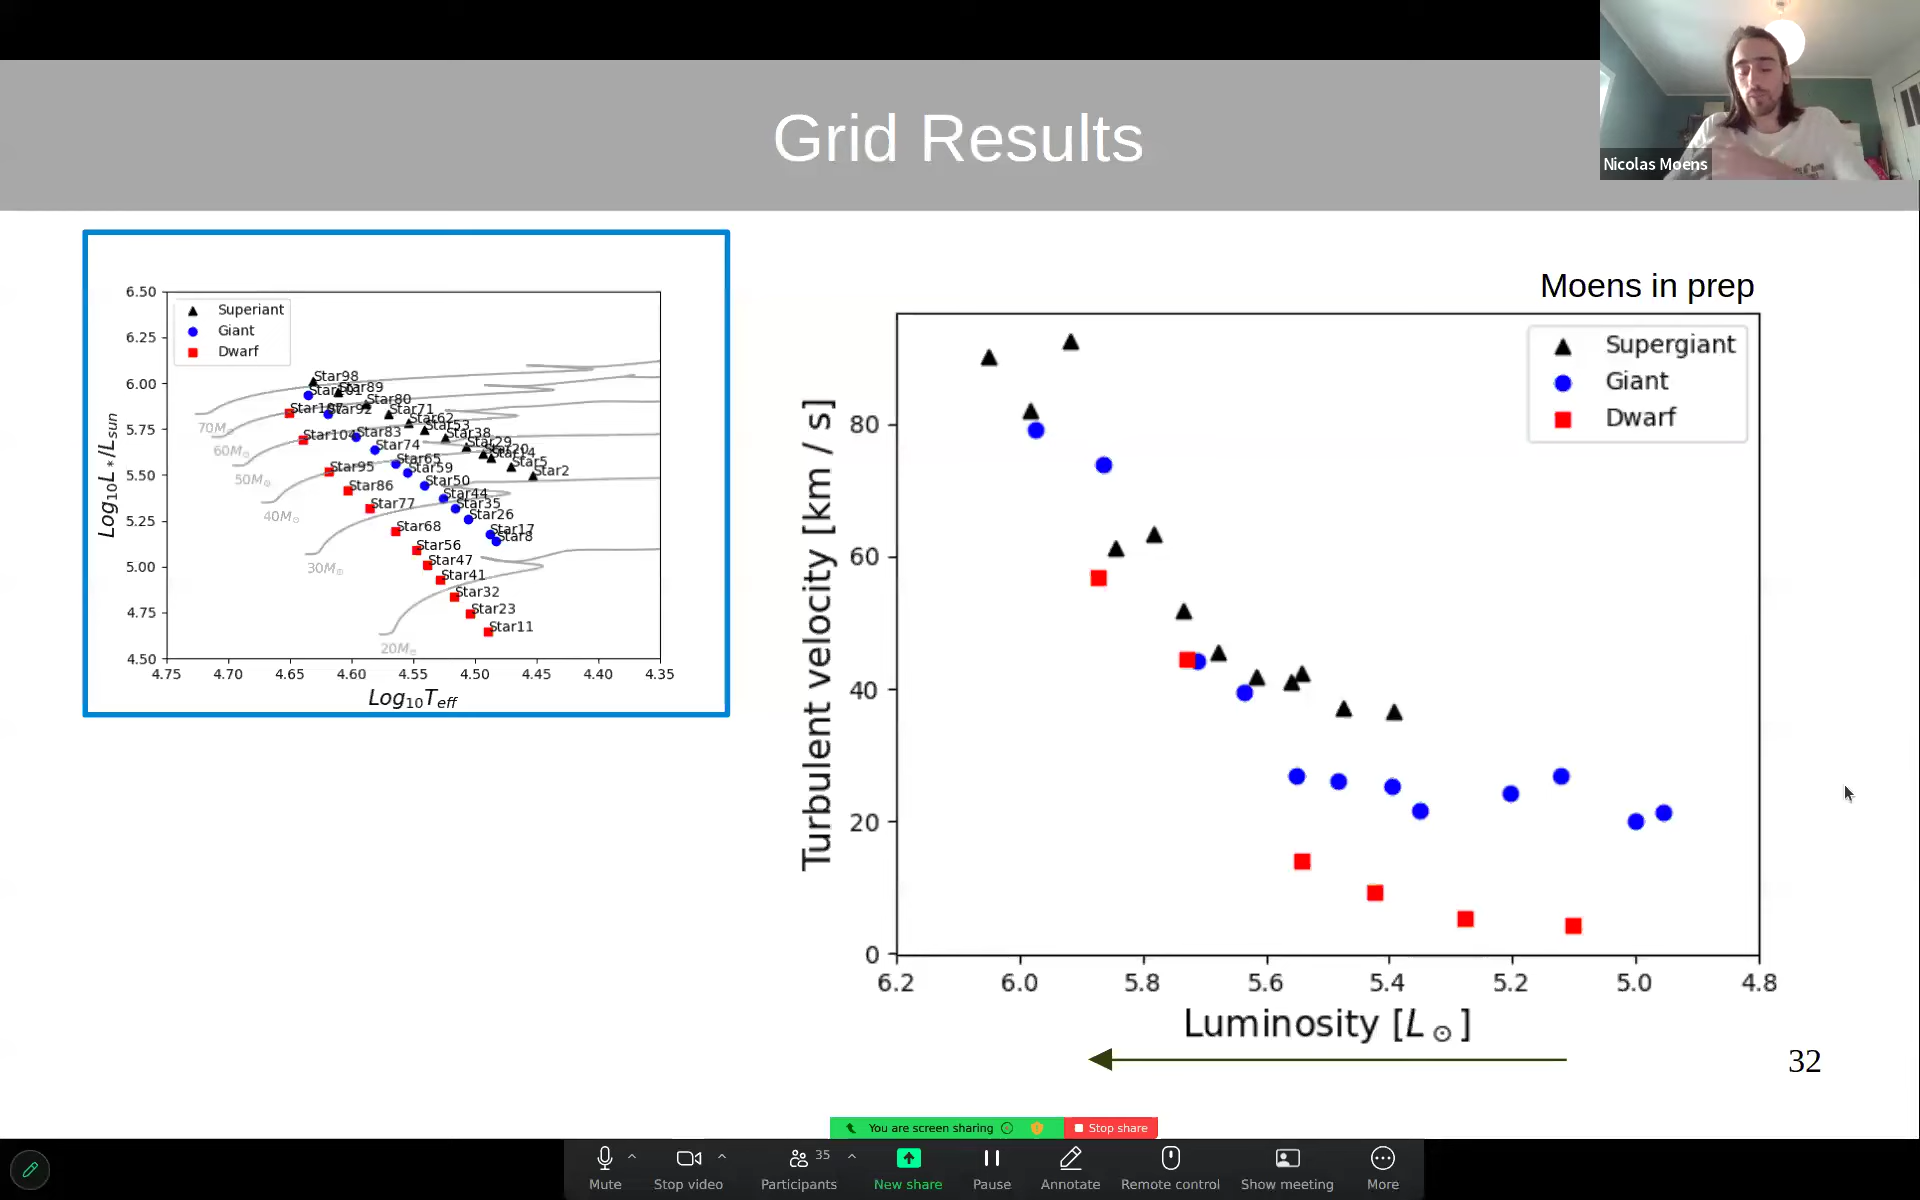 Grid Results
Nicolas Moens
6.50
6.25
6.00
5.75
5.50
5.25
5.00
4.75
4.50
Log10L*/Lsun
Superiant
Giant
Dwarf
Star98
Star89
Star80
Star92
Star71
Star62
Star53
Star104
Star83
Star38
Star74
Star29
Star95
Star65
Star59
Star5
Star2
Star86
Star50
Star77
Star44
Star35
Star68
Star26
Star17
Star8
Star56
Star47
Star41
Star32
Star23
Star11
70M⊙
60M⊙
50M⊙
40M⊙
30M⊙
20M⊙
4.75 4.70 4.65 4.60 4.55 4.50 4.45 4.40 4.35
Log10Teff
Moens in prep
Supergiant
Giant
Dwarf
Turbulent velocity [km / s]
80
60
40
20
0
6.2 6.0 5.8 5.6 5.4 5.2 5.0 4.8
Luminosity [L⊙]
32
You are screen sharing
Stop share
35
Mute Stop video Participants New share Pause Annotate Remote control Show meeting More